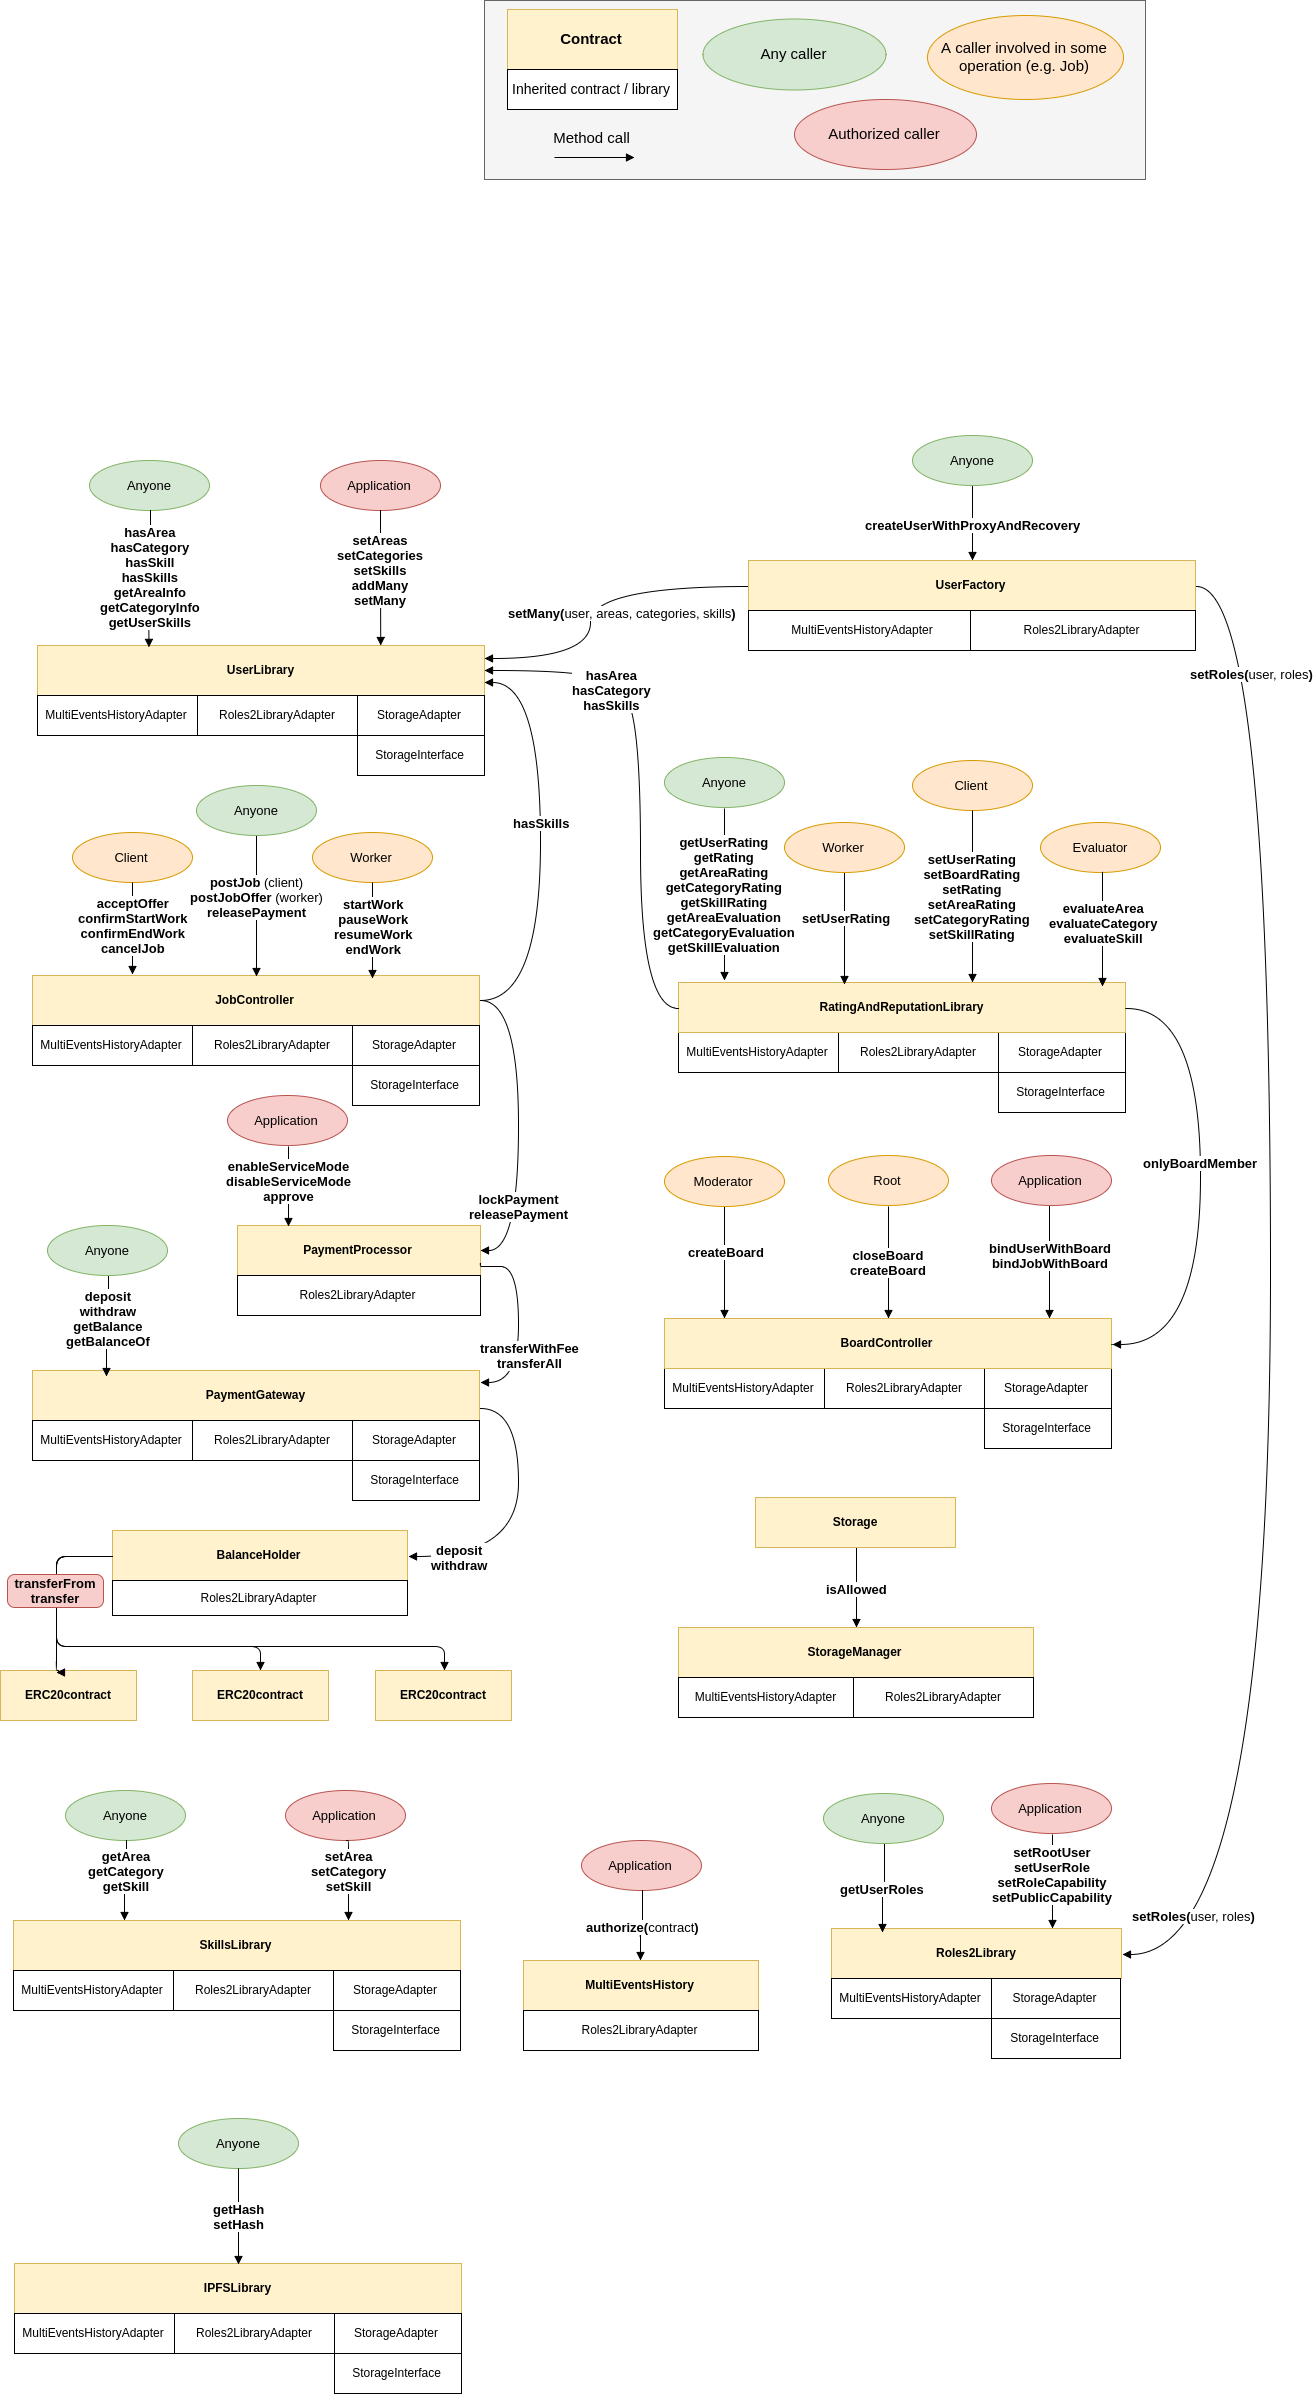 Contract
Inherited contract / library
Method call
Any caller
A caller involved in some
operation (e.g. Job)
Authorized caller
Anyone
hasArea
hasCategory
hasSkill
hasSkills
getAreaInfo
getCategoryInfo
getUserSkills
Application
setAreas
setCategories
setSkills
addMany
setMany
UserLibrary
MultiEventsHistoryAdapter
Roles2LibraryAdapter
StorageAdapter
StorageInterface
Anyone
createUserWithProxyAndRecovery
UserFactory
MultiEventsHistoryAdapter
Roles2LibraryAdapter
setMany(user, areas, categories, skills)
setRoles(user, roles)
hasArea
hasCategory
hasSkills
hasSkills
Client
acceptOffer
confirmStartWork
confirmEndWork
cancelJob
Anyone
postJob (client)
postJobOffer (worker)
releasePayment
Worker
startWork
pauseWork
resumeWork
endWork
JobController
MultiEventsHistoryAdapter
Roles2LibraryAdapter
StorageAdapter
StorageInterface
Anyone
getUserRating
getRating
getAreaRating
getCategoryRating
getSkillRating
getAreaEvaluation
getCategoryEvaluation
getSkillEvaluation
Worker
setUserRating
Client
setUserRating
setBoardRating
setRating
setAreaRating
setCategoryRating
setSkillRating
Evaluator
evaluateArea
evaluateCategory
evaluateSkill
RatingAndReputationLibrary
MultiEventsHistoryAdapter
Roles2LibraryAdapter
StorageAdapter
StorageInterface
Application
enableServiceMode
disableServiceMode
approve
lockPayment
releasePayment
PaymentProcessor
Roles2LibraryAdapter
onlyBoardMember
Moderator
createBoard
Root
closeBoard
createBoard
Application
bindUserWithBoard
bindJobWithBoard
BoardController
MultiEventsHistoryAdapter
Roles2LibraryAdapter
StorageAdapter
StorageInterface
Anyone
deposit
withdraw
getBalance
getBalanceOf
transferWithFee
transferAll
PaymentGateway
MultiEventsHistoryAdapter
Roles2LibraryAdapter
StorageAdapter
StorageInterface
deposit
withdraw
BalanceHolder
Roles2LibraryAdapter
transferFrom
transfer
ERC20contract
ERC20contract
ERC20contract
Storage
isAllowed
StorageManager
MultiEventsHistoryAdapter
Roles2LibraryAdapter
Anyone
getArea
getCategory
getSkill
Application
setArea
setCategory
setSkill
SkillsLibrary
MultiEventsHistoryAdapter
Roles2LibraryAdapter
StorageAdapter
StorageInterface
Application
authorize(contract)
MultiEventsHistory
Roles2LibraryAdapter
Anyone
getUserRoles
Application
setRootUser
setUserRole
setRoleCapability
setPublicCapability
setRoles(user, roles)
Roles2Library
MultiEventsHistoryAdapter
StorageAdapter
StorageInterface
Anyone
getHash
setHash
IPFSLibrary
MultiEventsHistoryAdapter
Roles2LibraryAdapter
StorageAdapter
StorageInterface